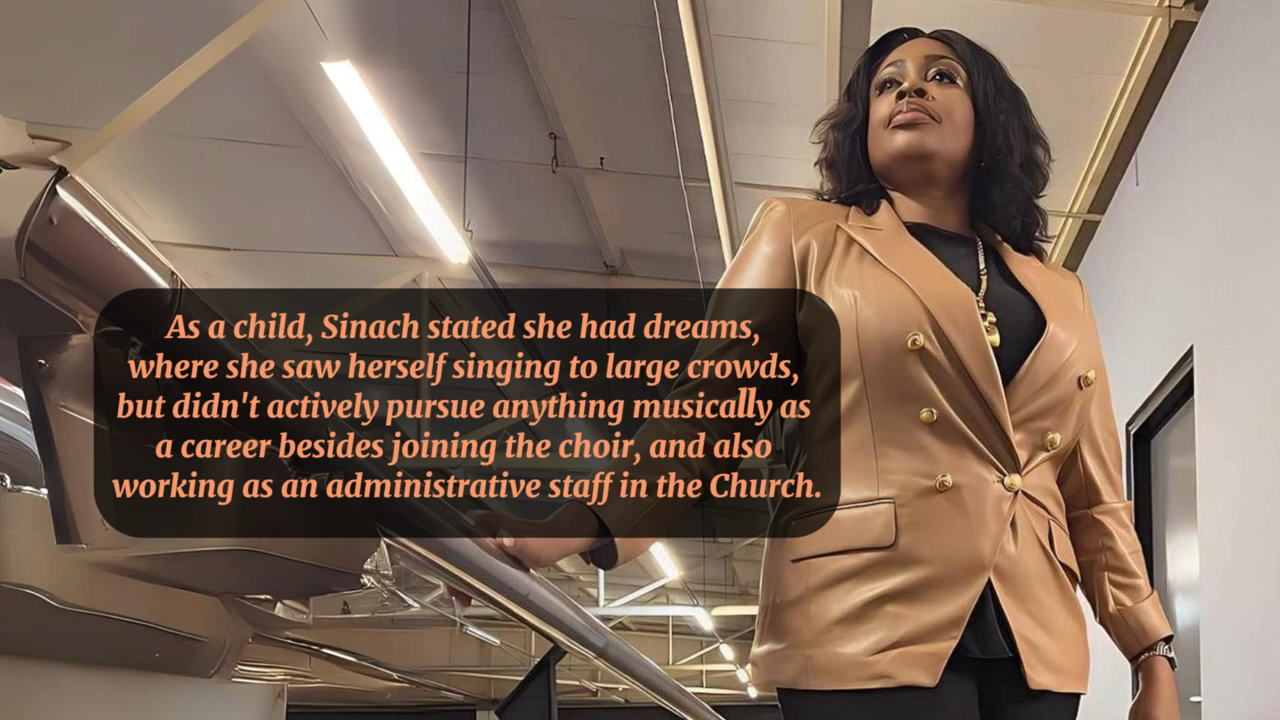 As a child, Sinach stated she had dreams,
where she saw herself singing to large crowds,
but didn't actively pursue anything musically as
a career besides joining the choir, and also
working as an administrative staff in the Church.